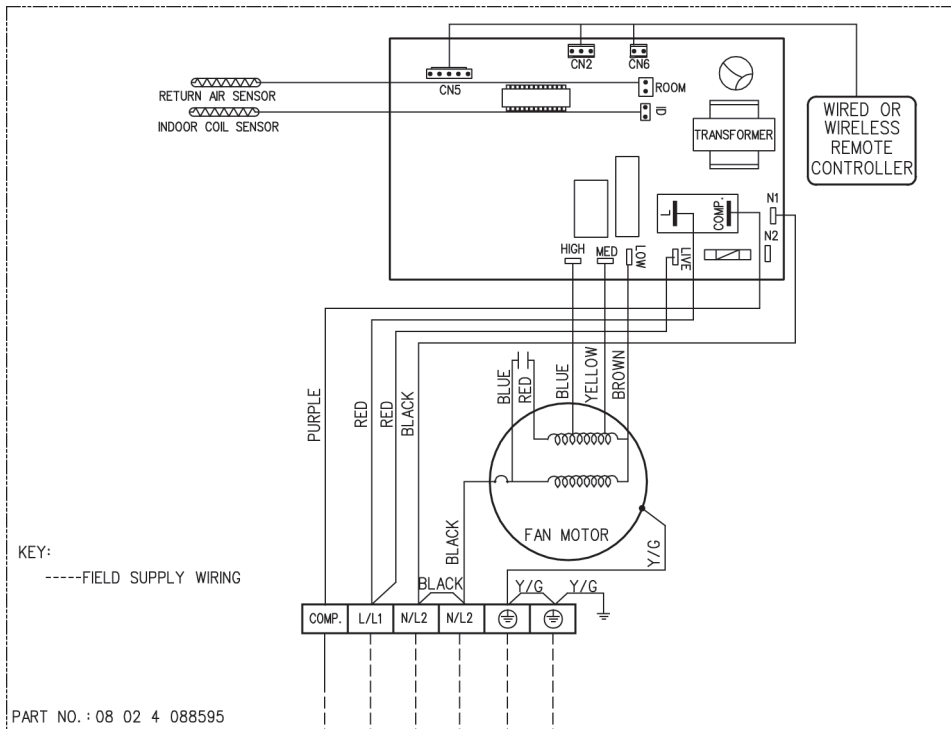 CN2
CN6
CN5
RETURN AIR SENSOR
ROOM
INDOOR COIL SENSOR
ID
TRANSFORMER
WIRED OR
WIRELESS
REMOTE
CONTROLLER
L
COMP.
N1
N2
HIGH
MED
LOW
LIVE
PURPLE
RED
RED
BLACK
BLUE
RED
BLUE
YELLOW
BROWN
FAN MOTOR
BLACK
Y/G
KEY:
-----FIELD SUPPLY WIRING
BLACK
Y/G
Y/G
COMP.
L/L1
N/L2
N/L2
PART NO.: 08 02 4 088595